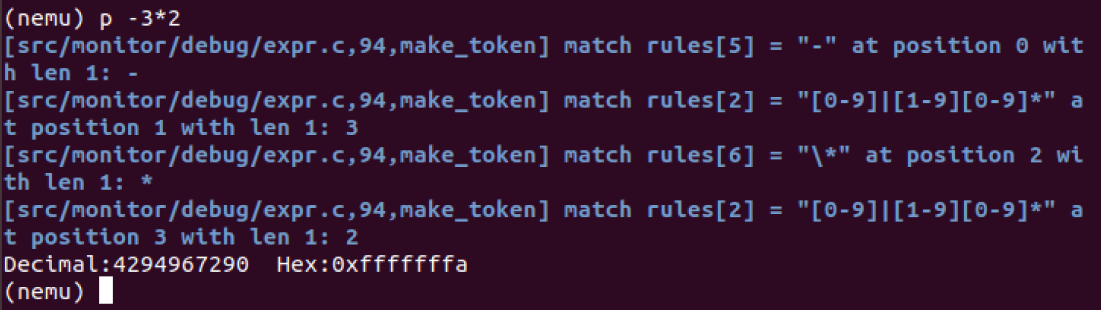 (nemu) p -3*2
[src/monitor/debug/expr.c,94,make_token] match rules[5] = "-" at position 0 wit
h len 1: -
[src/monitor/debug/expr.c,94,make_token] match rules[2] = "[0-9]|[1-9][0-9]*" a
t position 1 with len 1: 3
[src/monitor/debug/expr.c,94,make_token] match rules[6] = "\*" at position 2 wi
th len 1: *
[src/monitor/debug/expr.c,94,make_token] match rules[2] = "[0-9]|[1-9][0-9]*" a
t position 3 with len 1: 2
Decimal:4294967290  Hex:0xfffffffa
(nemu)